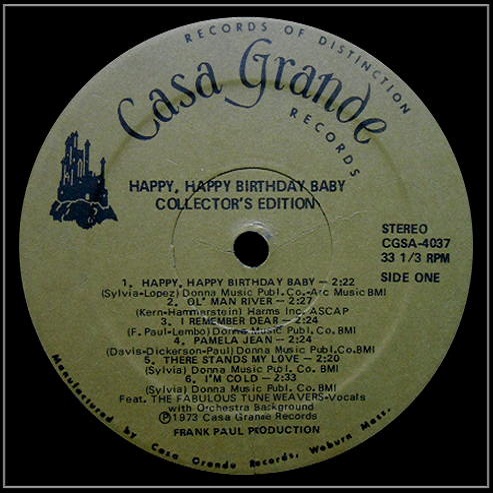 RECORDS OF DISTINCTION
Casa Grande
RECORDS
HAPPY, HAPPY BIRTHDAY BABY
COLLECTOR'S EDITION
STEREO
CGSA-4037
33 1/3 RPM
SIDE ONE
1. HAPPY, HAPPY BIRTHDAY BABY – 2:22
(Sylvia-Lopez) Donna Music Publ. Co.-Arc Music BMI
2. OL' MAN RIVER – 2:27
(Kern-Hammerstein) Harms Inc. ASCAP
3. I REMEMBER DEAR – 2:24
(F. Paul-Lembo) Donna Music Publ. Co. BMI
4. PAMELA JEAN – 2:24
(Davis-Dickerson-Paul) Donna Music Publ. Co. BMI
5. THERE STANDS MY LOVE – 2:20
(Sylvia) Donna Music Publ. Co. BMI
6. I'M COLD – 2:33
(Sylvia) Donna Music Publ. Co. BMI
Feat. THE FABULOUS TUNE WEAVERS-Vocals
with Orchestra Background
Ⓟ1973 Casa Grande Records
FRANK PAUL PRODUCTION
Manufactured by Casa Grande Records, Woburn Mass.